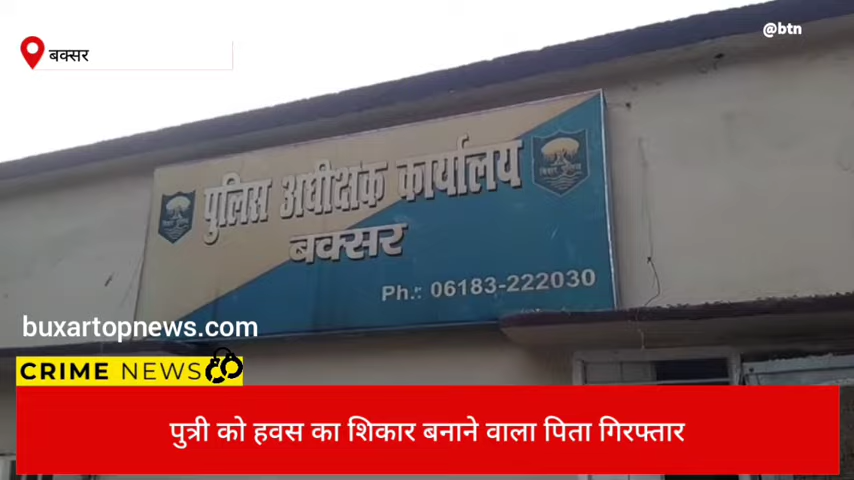 @btn
बक्सर
पुलिस अधीक्षक कार्यालय
बक्सर
Ph.: 06183-222030
buxartopnews.com
CRIME NEWS
पुत्री को हवस का शिकार बनाने वाला पिता गिरफ्तार